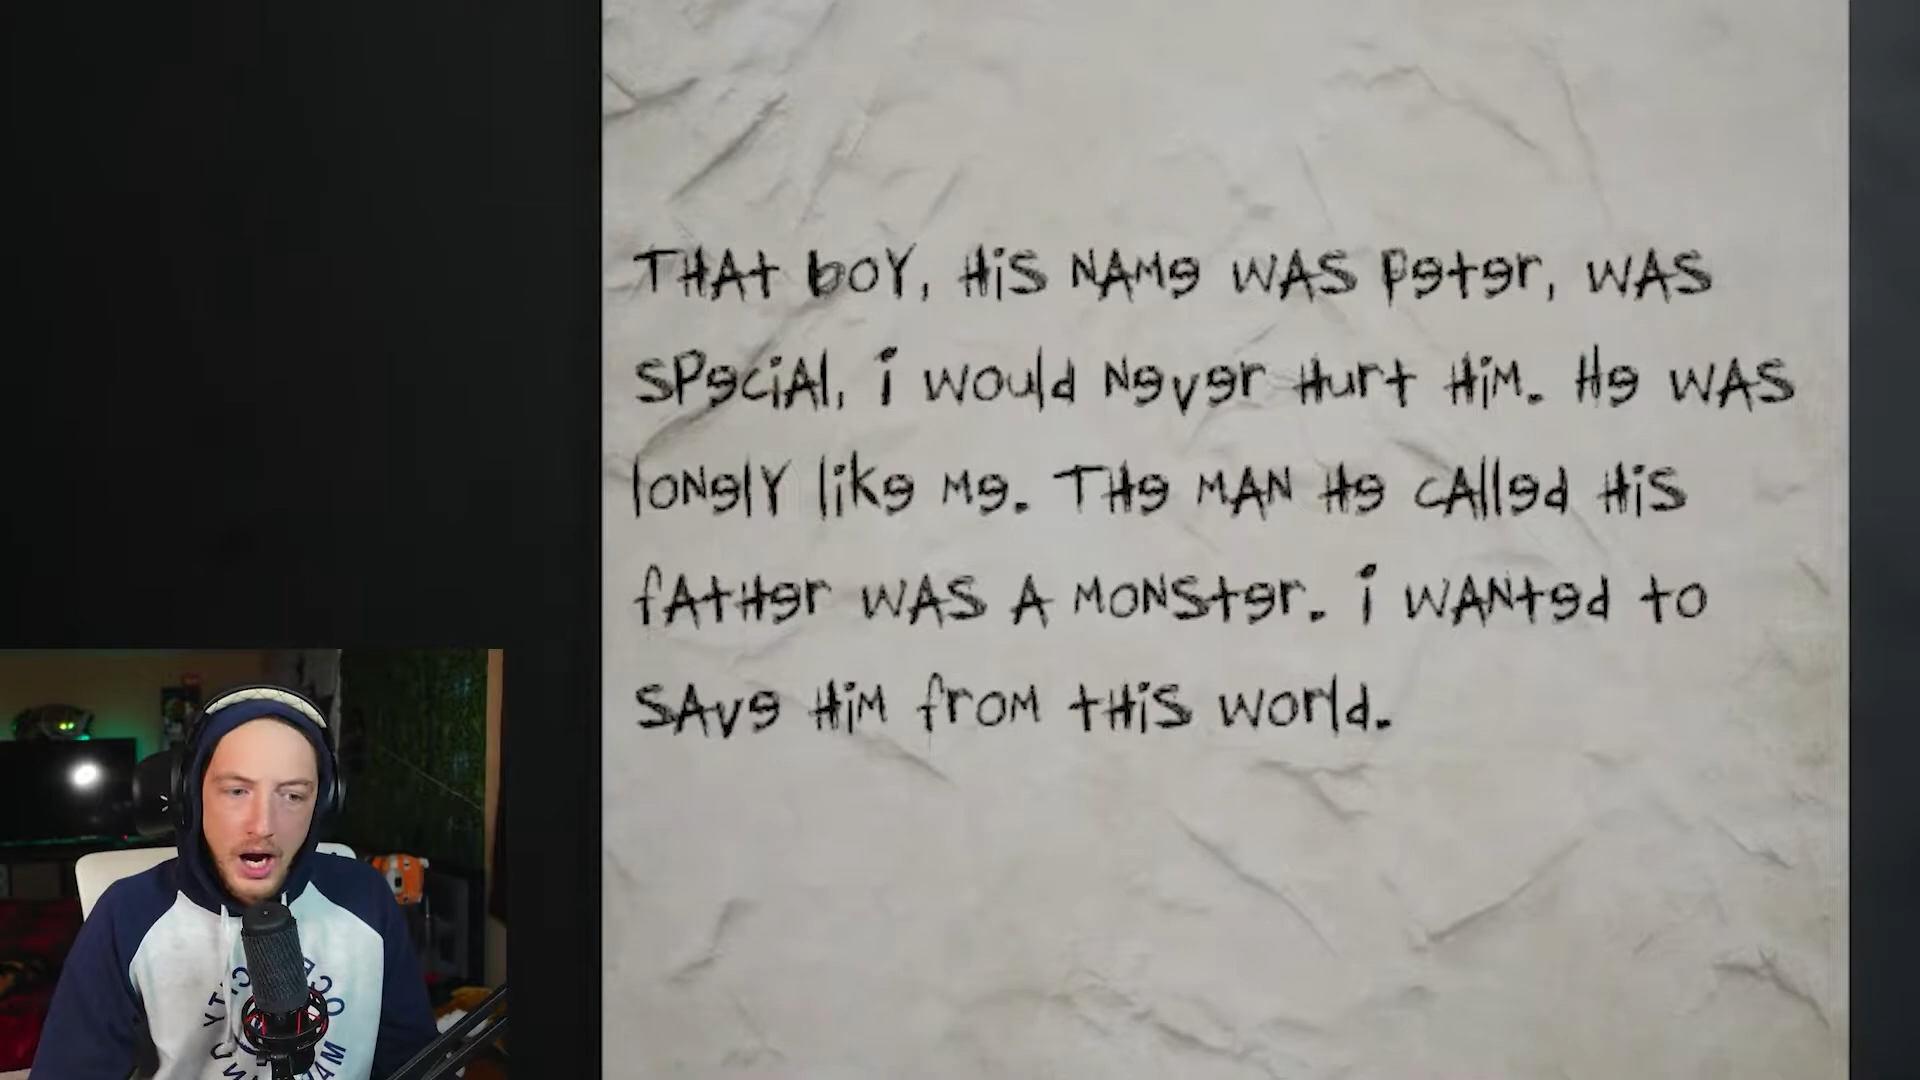 THAt boY, HiS NAMe WAS Peter, WAS
SPeciAl, i would Never Hurt HiM. He WAS
loNelY like Me. THe MAN He cAlled HiS
fAtHer WAS A MoNSter. i WANted to
SAve HiM froM tHiS world.